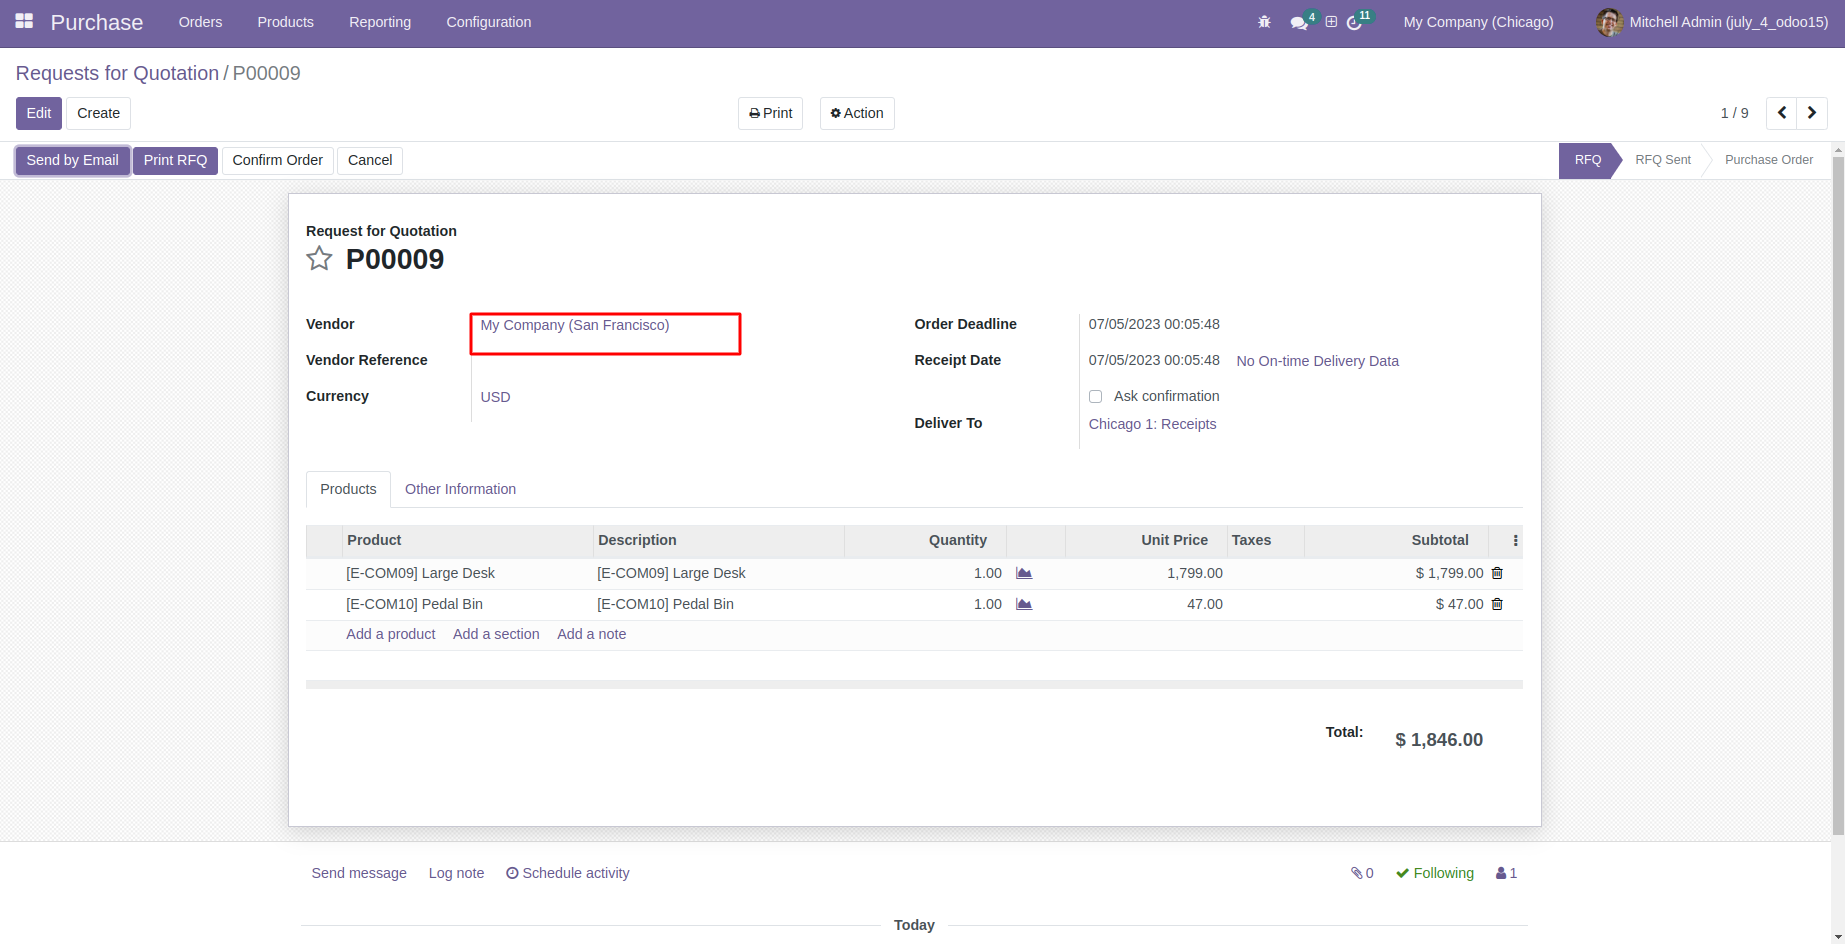 Purchase Orders Products Reporting Configuration 4 11 My Company (Chicago) Mitchell Admin (july_4_odoo15)
Requests for Quotation / P00009
Edit Create Print Action 1 / 9
Send by Email Print RFQ Confirm Order Cancel RFQ RFQ Sent Purchase Order
Request for Quotation
P00009
Vendor My Company (San Francisco) Order Deadline 07/05/2023 00:05:48
Vendor Reference Receipt Date 07/05/2023 00:05:48 No On-time Delivery Data
Currency USD Ask confirmation
Deliver To Chicago 1: Receipts
Products Other Information
Product Description Quantity Unit Price Taxes Subtotal
[E-COM09] Large Desk [E-COM09] Large Desk 1.00 1,799.00 $ 1,799.00
[E-COM10] Pedal Bin [E-COM10] Pedal Bin 1.00 47.00 $ 47.00
Add a product Add a section Add a note
Total: $ 1,846.00
Send message Log note Schedule activity 0 Following 1
Today